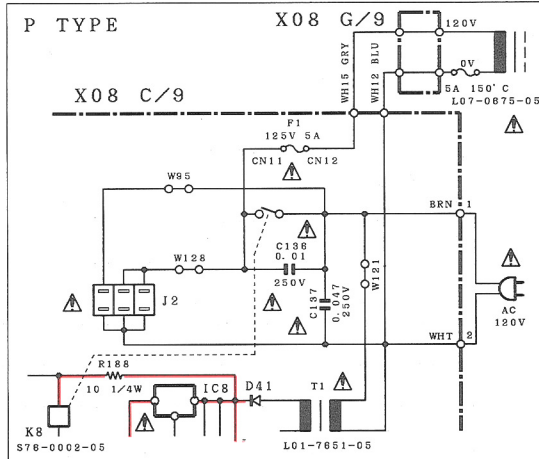 P TYPE
X08 G/9
120V
0V
5A 150°C
L07-0675-05
WH15 GRY
WH12 BLU
X08 C/9
F1
125V 5A
CN11
CN12
W95
BRN
1
C136
0.01
250V
W128
W121
C137
0.047
250V
J2
AC
120V
WHT
2
R188
10 1/4W
IC8
D41
T1
K8
S76-0002-05
L01-7651-05